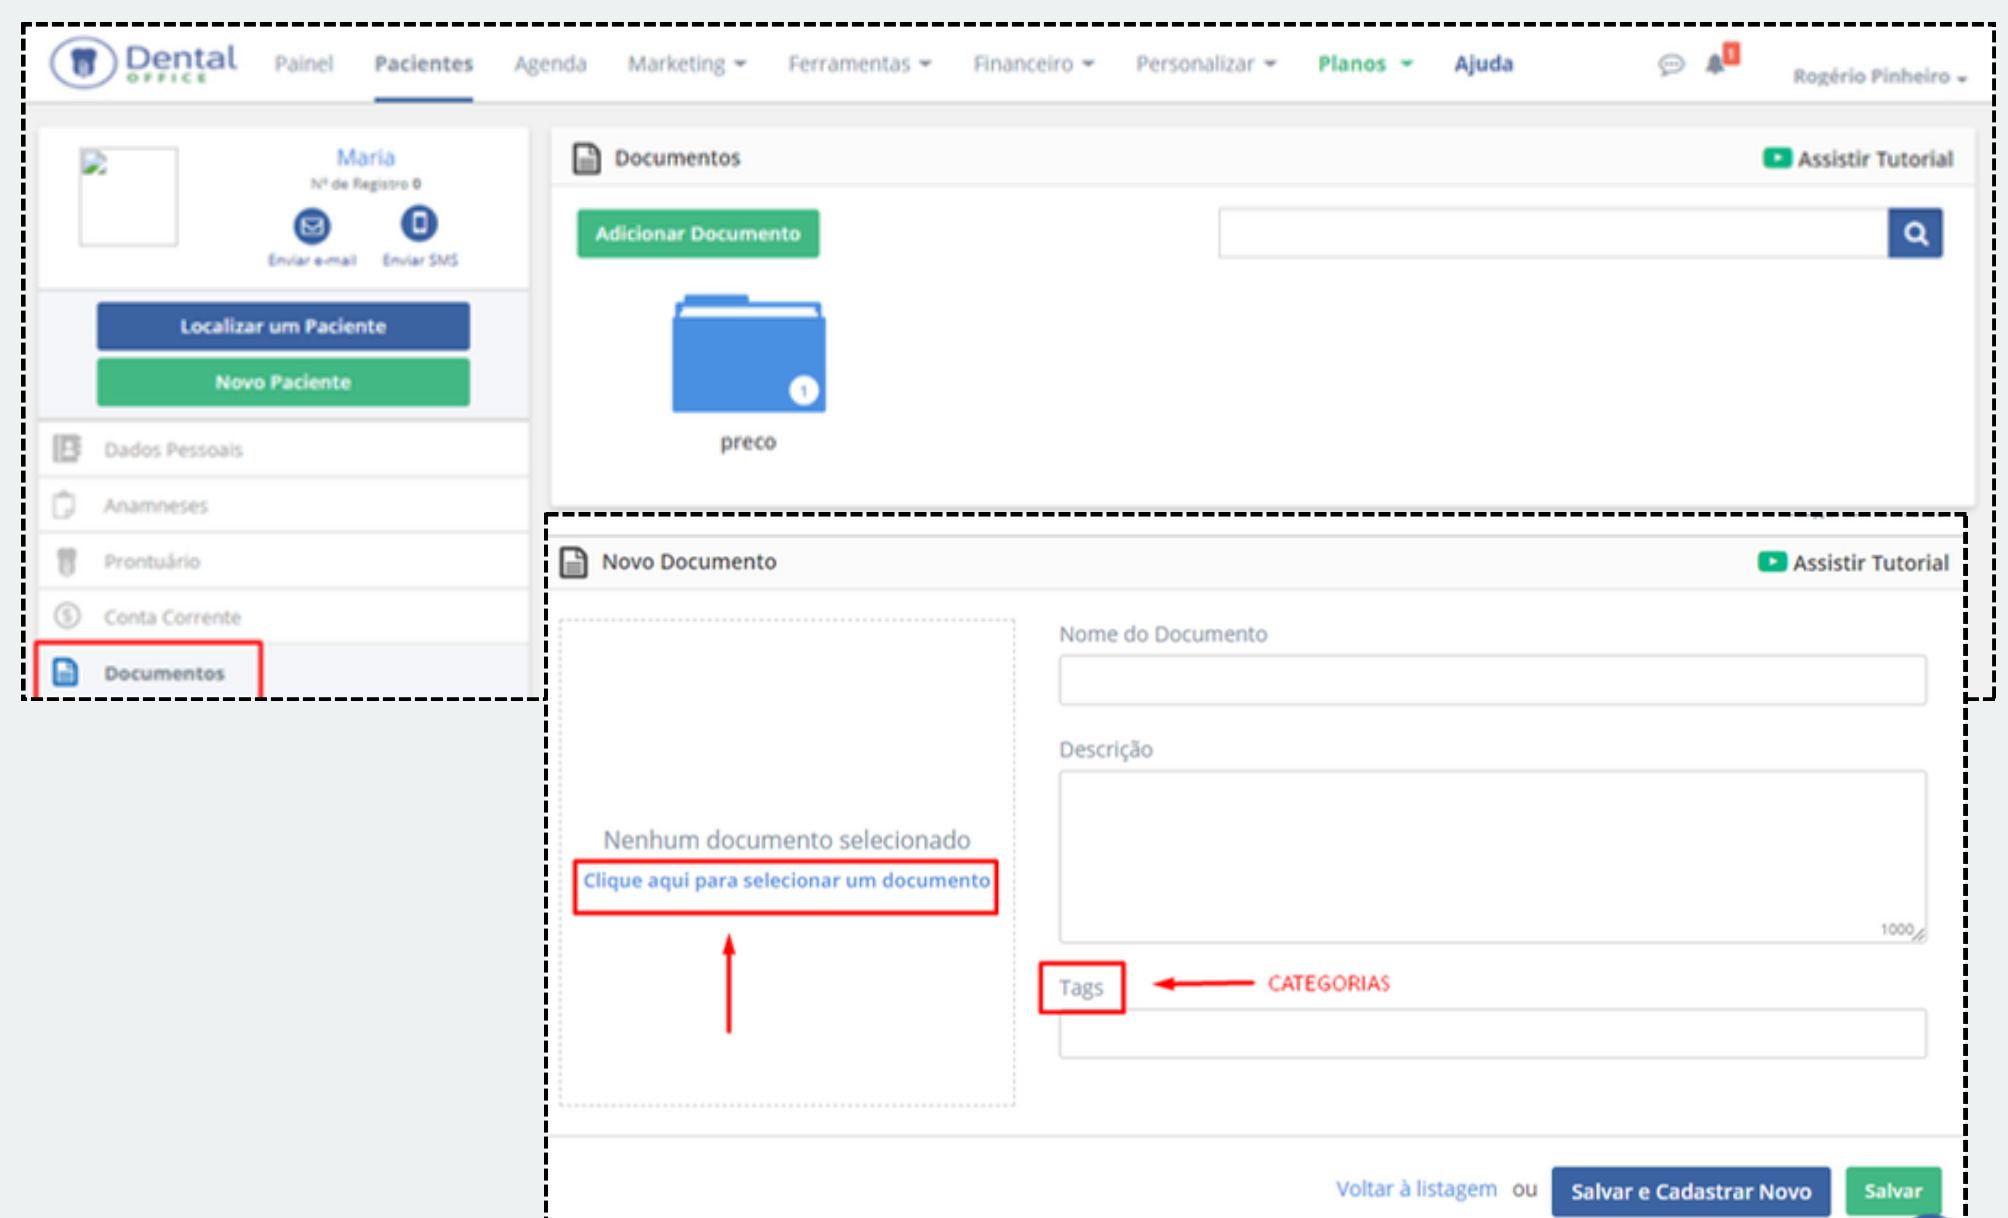 Dental
OFFICE
Painel
Pacientes
Agenda
Marketing
Ferramentas
Financeiro
Personalizar
Planos
Ajuda
1
Rogério Pinheiro
Maria
Nº de Registro 0
Enviar e-mail
Enviar SMS
Localizar um Paciente
Novo Paciente
Dados Pessoais
Anamneses
Prontuário
Conta Corrente
Documentos
Documentos
Assistir Tutorial
Adicionar Documento
1
preco
Novo Documento
Assistir Tutorial
Nenhum documento selecionado
Clique aqui para selecionar um documento
Nome do Documento
Descrição
1000
Tags
CATEGORIAS
Voltar à listagem ou
Salvar e Cadastrar Novo
Salvar